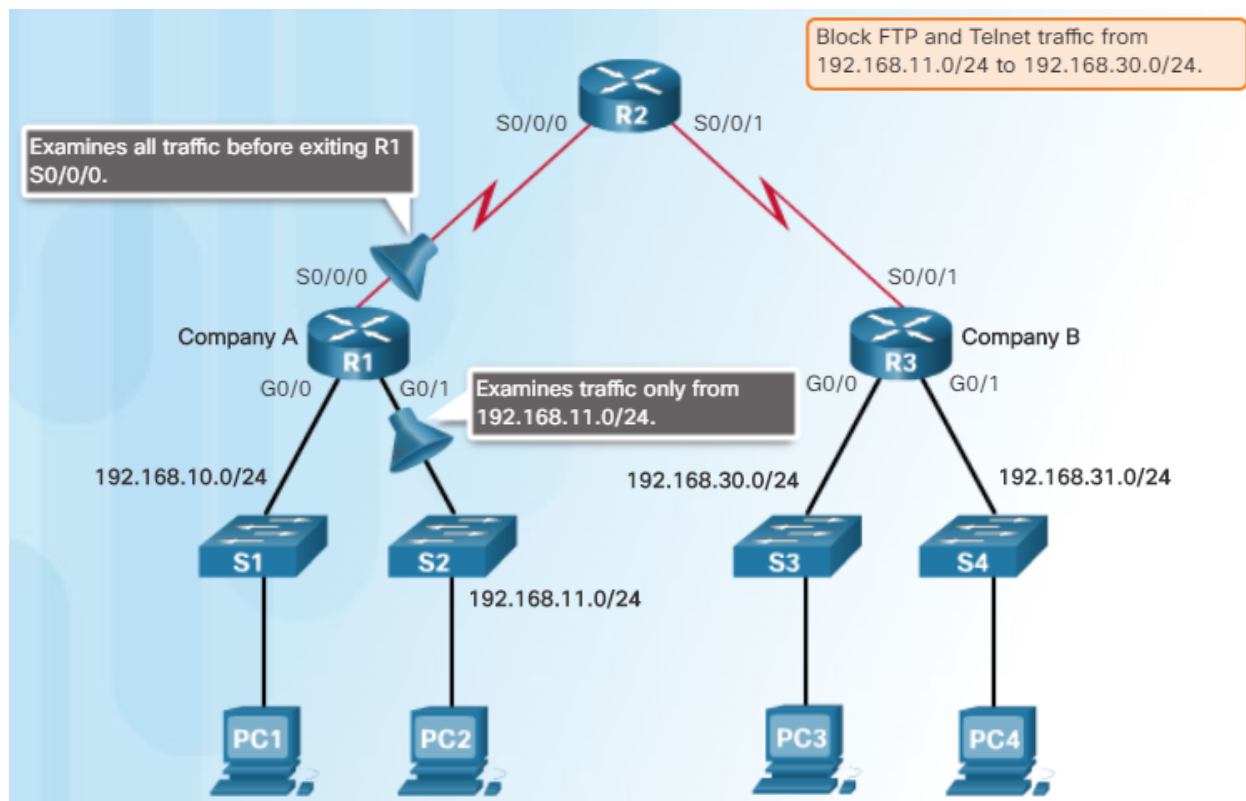 Block FTP and Telnet traffic from
192.168.11.0/24 to 192.168.30.0/24.
R2
S0/0/0
S0/0/1
Examines all traffic before exiting R1
S0/0/0.
S0/0/0
S0/0/1
Company A
R1
R3
Company B
G0/0
G0/1
Examines traffic only from
192.168.11.0/24.
G0/0
G0/1
192.168.10.0/24
192.168.30.0/24
192.168.31.0/24
S1
S2
S3
S4
192.168.11.0/24
PC1
PC2
PC3
PC4